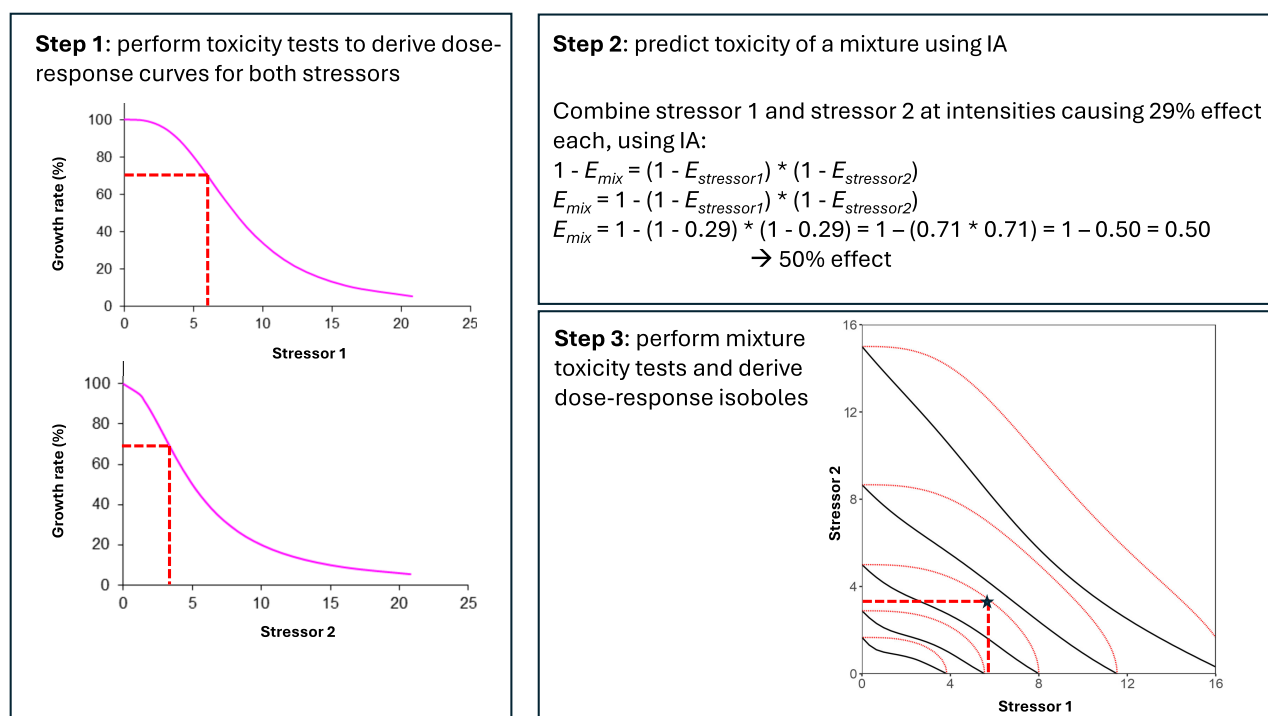 Step 1: perform toxicity tests to derive dose-
response curves for both stressors
100
80
60
40
20
0
Growth rate (%)
0 5 10 15 20 25
Stressor 1
100
80
60
40
20
0
Growth rate (%)
0 5 10 15 20 25
Stressor 2
Step 2: predict toxicity of a mixture using IA
Combine stressor 1 and stressor 2 at intensities causing 29% effect
each, using IA:
1 - Emix = (1 - Estressor1) * (1 - Estressor2)
Emix = 1 - (1 - Estressor1) * (1 - Estressor2)
Emix = 1 - (1 - 0.29) * (1 - 0.29) = 1 – (0.71 * 0.71) = 1 – 0.50 = 0.50
→ 50% effect
Step 3: perform mixture
toxicity tests and derive
dose-response isoboles
16
12
8
4
0
Stressor 2
0 4 8 12 16
Stressor 1